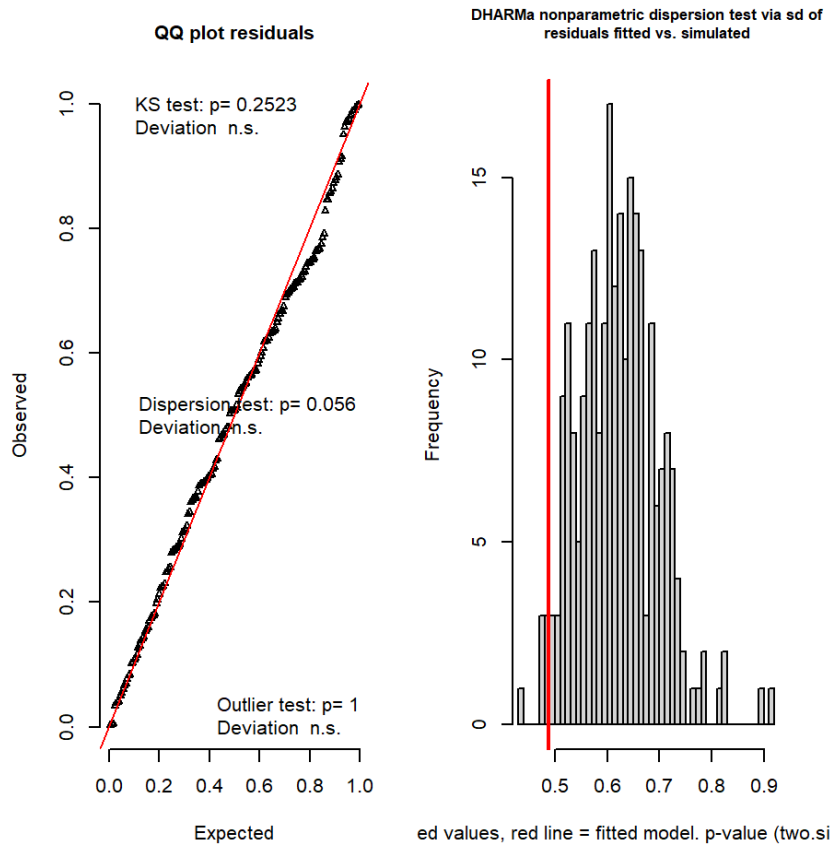 QQ plot residuals
KS test: p= 0.2523
Deviation n.s.
Dispersion test: p= 0.056
Deviation n.s.
Outlier test: p= 1
Deviation n.s.
Observed
0.0 0.2 0.4 0.6 0.8 1.0
0.0 0.2 0.4 0.6 0.8 1.0
Expected
DHARMa nonparametric dispersion test via sd of
residuals fitted vs. simulated
Frequency
0 5 10 15
0.5 0.6 0.7 0.8 0.9
ed values, red line = fitted model. p-value (two.si